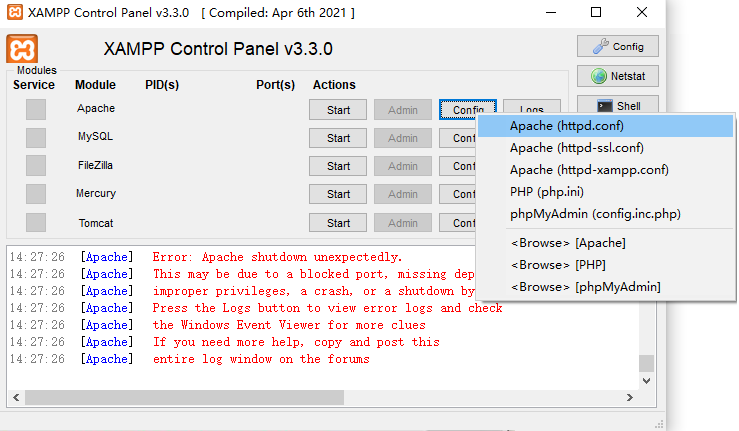 XAMPP Control Panel v3.3.0 [ Compiled: Apr 6th 2021 ]
XAMPP Control Panel v3.3.0
Config
Netstat
Shell
Modules
Service Module PID(s) Port(s) Actions
Apache Start Admin Config Logs
MySQL Start Admin
FileZilla Start Admin
Mercury Start Admin
Tomcat Start Admin
Apache (httpd.conf)
Apache (httpd-ssl.conf)
Apache (httpd-xampp.conf)
PHP (php.ini)
phpMyAdmin (config.inc.php)
<Browse> [Apache]
<Browse> [PHP]
<Browse> [phpMyAdmin]
14:27:26 [Apache] Error: Apache shutdown unexpectedly.
14:27:26 [Apache] This may be due to a blocked port, missing dep
14:27:26 [Apache] improper privileges, a crash, or a shutdown by
14:27:26 [Apache] Press the Logs button to view error logs and check
14:27:26 [Apache] the Windows Event Viewer for more clues
14:27:26 [Apache] If you need more help, copy and post this
14:27:26 [Apache] entire log window on the forums